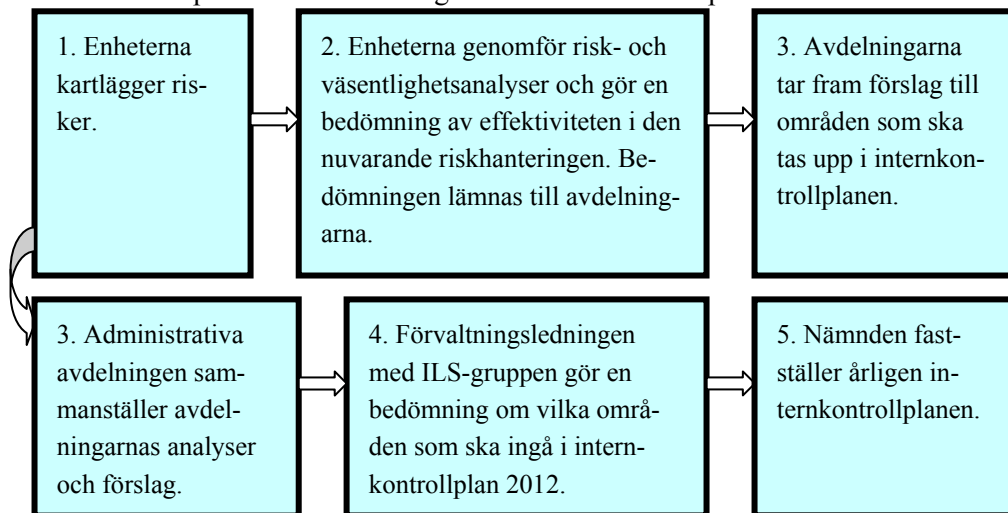 1. Enheterna
kartlägger ris-
ker.
2. Enheterna genomför risk- och
väsentlighetsanalyser och gör en
bedömning av effektiviteten i den
nuvarande riskhanteringen. Be-
dömningen lämnas till avdelning-
arna.
3. Avdelningarna
tar fram förslag till
områden som ska
tas upp i internkon-
trollplanen.
3. Administrativa
avdelningen sam-
manställer avdel-
ningarnas analyser
och förslag.
4. Förvaltningsledningen
med ILS-gruppen gör en
bedömning om vilka områ-
den som ska ingå i intern-
kontrollplan 2012.
5. Nämnden fast-
ställer årligen in-
ternkontrollplanen.